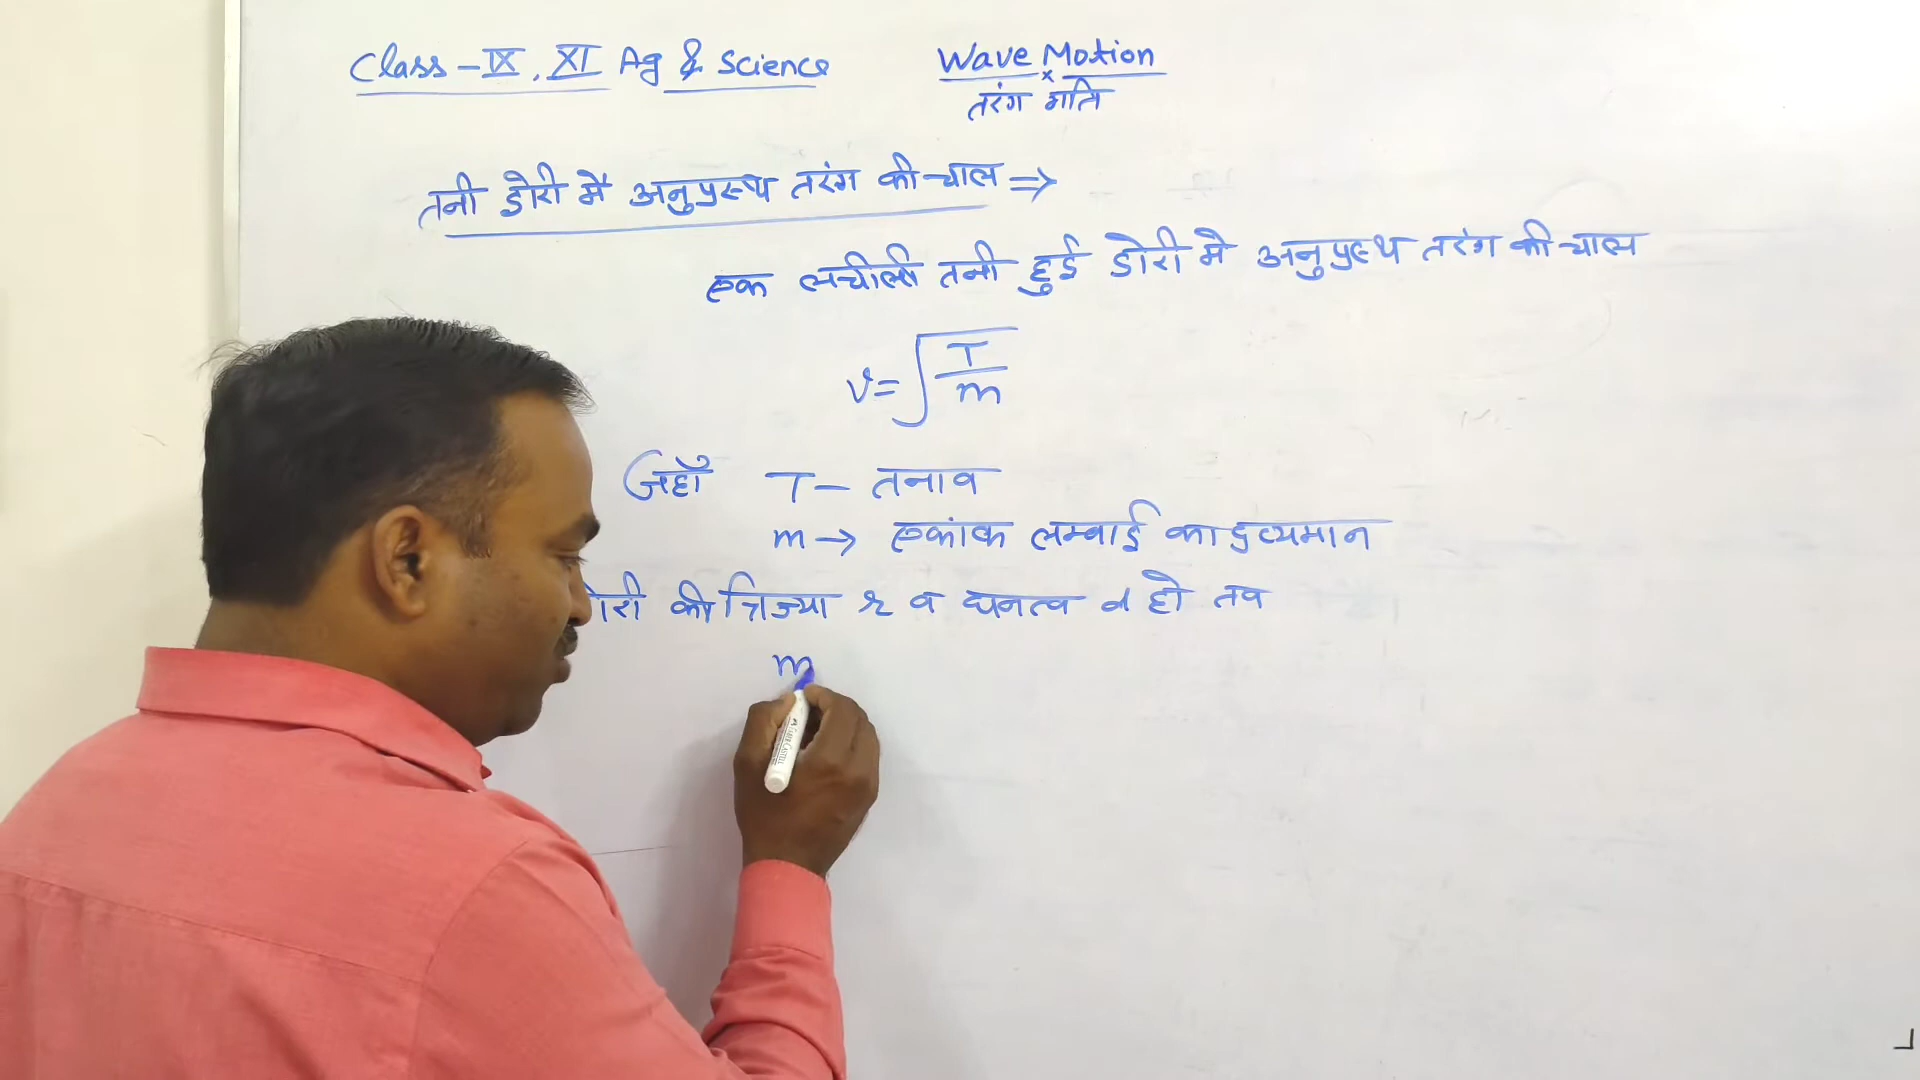 Class-IX, XI Ag & Science
Wave Motion
x
तरंग गति
तनी डोरी में अनुप्रस्थ तरंग की चाल ⇒
एक लचीली तनी हुई डोरी मे अनुप्रस्थ तरंग की चाल
v=√T/m
जहाँ T – तनाव
m → एकांक लम्बाई का द्रव्यमान
ोरी की त्रिज्या r व घनत्व d हो तब
m